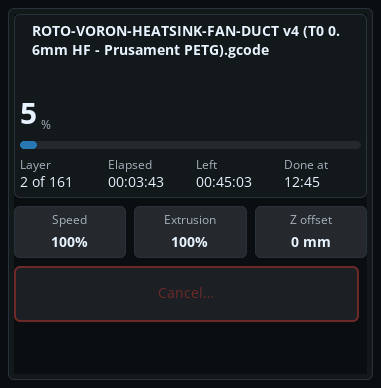 ROTO-VORON-HEATSINK-FAN-DUCT v4 (T0 0.
6mm HF - Prusament PETG).gcode
5 %
Layer Elapsed Left Done at
2 of 161 00:03:43 00:45:03 12:45
Speed Extrusion Z offset
100% 100% 0 mm
Cancel...